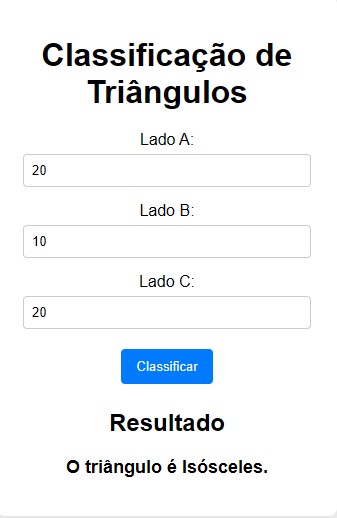 Classificação de
Triângulos
Lado A:
20
Lado B:
10
Lado C:
20
Classificar
Resultado
O triângulo é Isósceles.